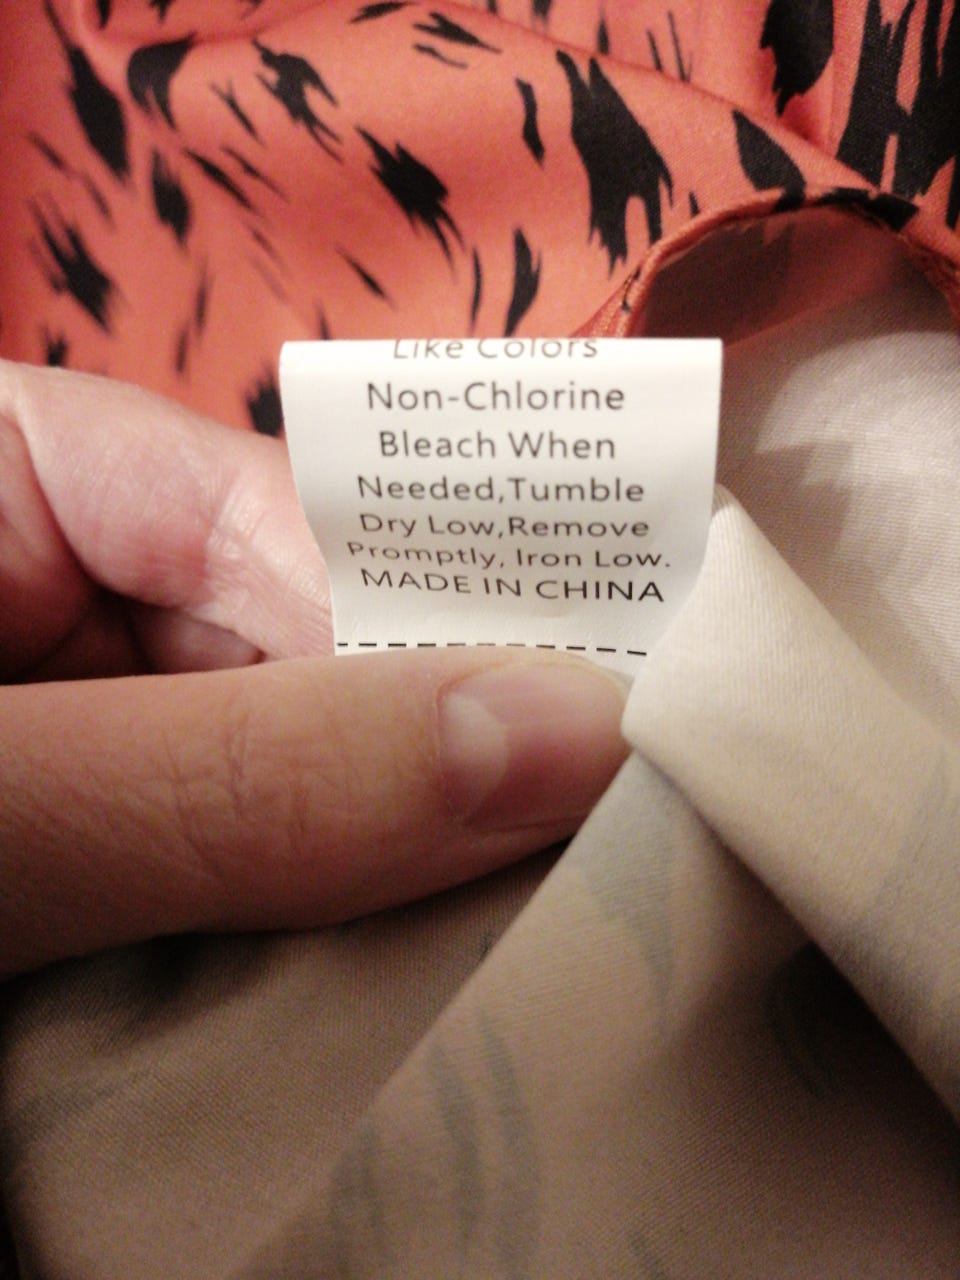 Like Colors
Non-Chlorine
Bleach When
Needed,Tumble
Dry Low,Remove
Promptly, Iron Low.
MADE IN CHINA